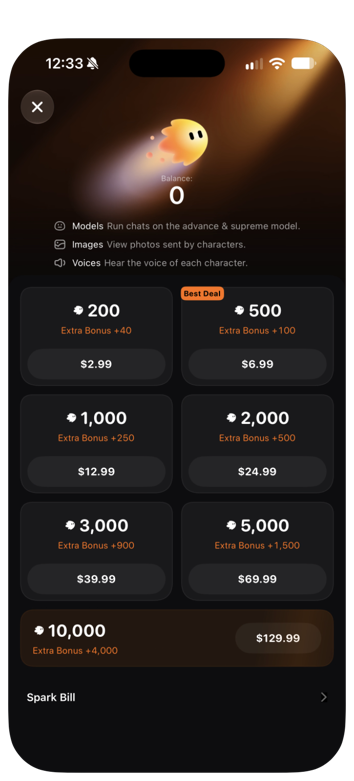 12:33
Balance:
0
Models Run chats on the advance & supreme model.
Images View photos sent by characters.
Voices Hear the voice of each character.
200
Extra Bonus +40
$2.99
Best Deal
500
Extra Bonus +100
$6.99
1,000
Extra Bonus +250
$12.99
2,000
Extra Bonus +500
$24.99
3,000
Extra Bonus +900
$39.99
5,000
Extra Bonus +1,500
$69.99
10,000
Extra Bonus +4,000
$129.99
Spark Bill